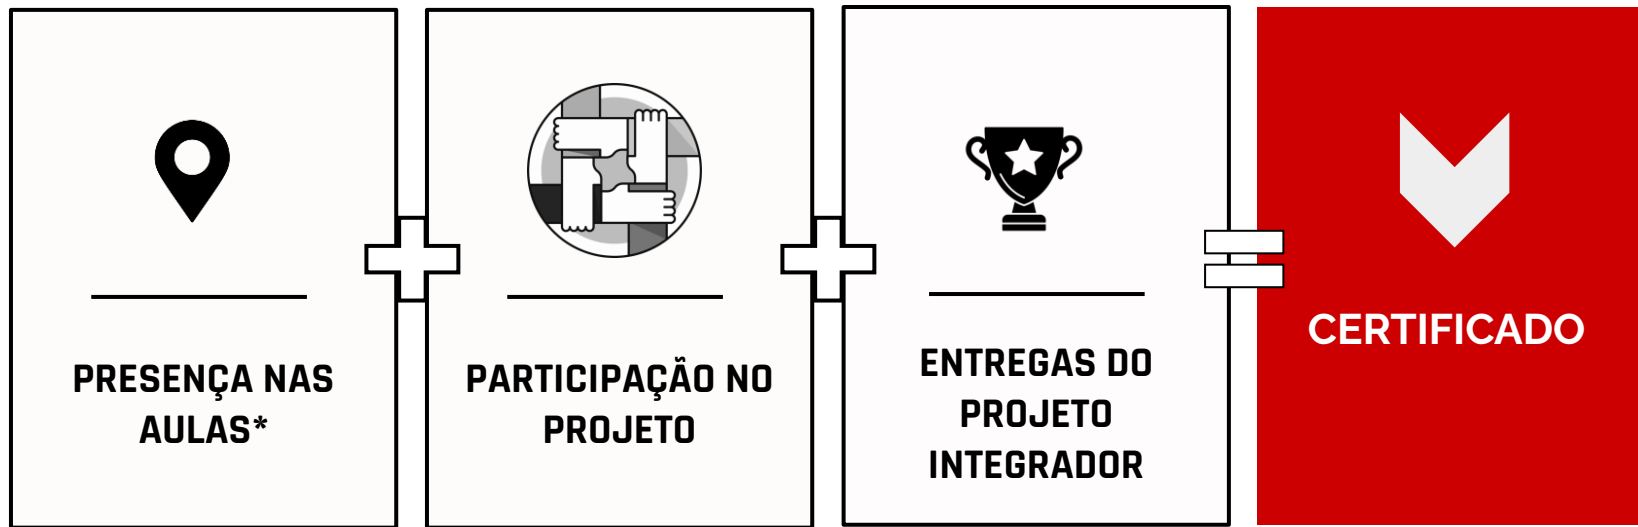 PRESENÇA NAS
AULAS*
PARTICIPAÇÃO NO
PROJETO
ENTREGAS DO
PROJETO
INTEGRADOR
CERTIFICADO